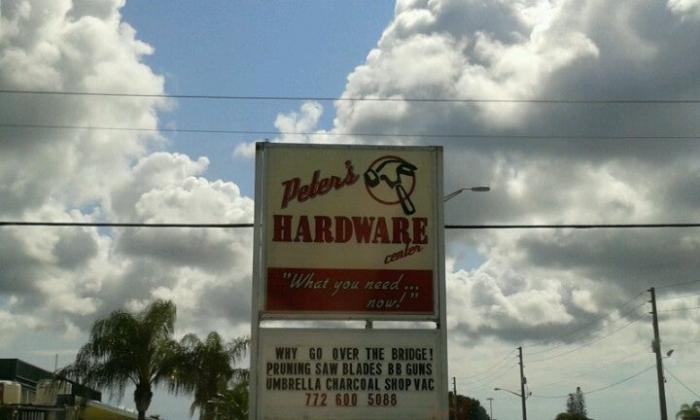 Peter's
HARDWARE
center
"What you need...
now!"
WHY GO OVER THE BRIDGE!
PRUNING SAW BLADES BB GUNS
UMBRELLA CHARCOAL SHOP VAC
772 600 5088